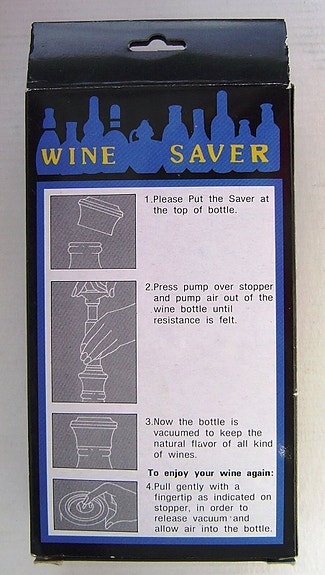 WINE SAVER
1.Please Put the Saver at
the top of bottle.
2.Press pump over stopper
and pump air out of the
wine bottle until
resistance is felt.
3.Now the bottle is
vacuumed to keep the
natural flavor of all kind
of wines.
To enjoy your wine again:
4.Pull gently with a
fingertip as indicated on
stopper, in order to
release vacuum and
allow air into the bottle.